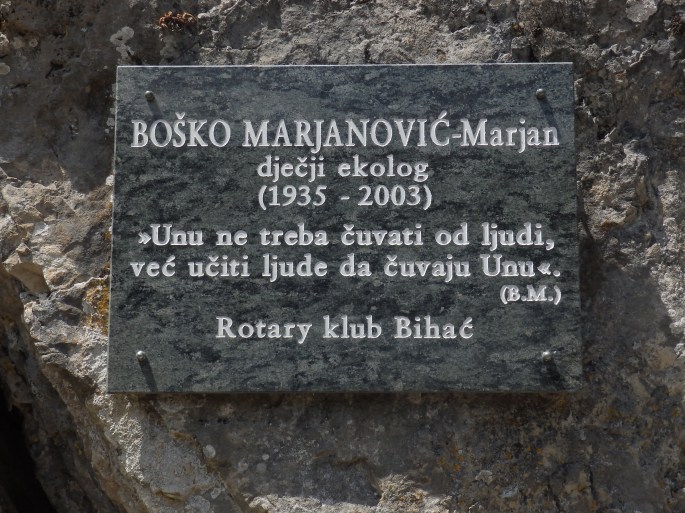 BOŠKO MARJANOVIĆ-Marjan
dječji ekolog
(1935 - 2003)
»Unu ne treba čuvati od ljudi,
već učiti ljude da čuvaju Unu«.
(B.M.)
Rotary klub Bihać